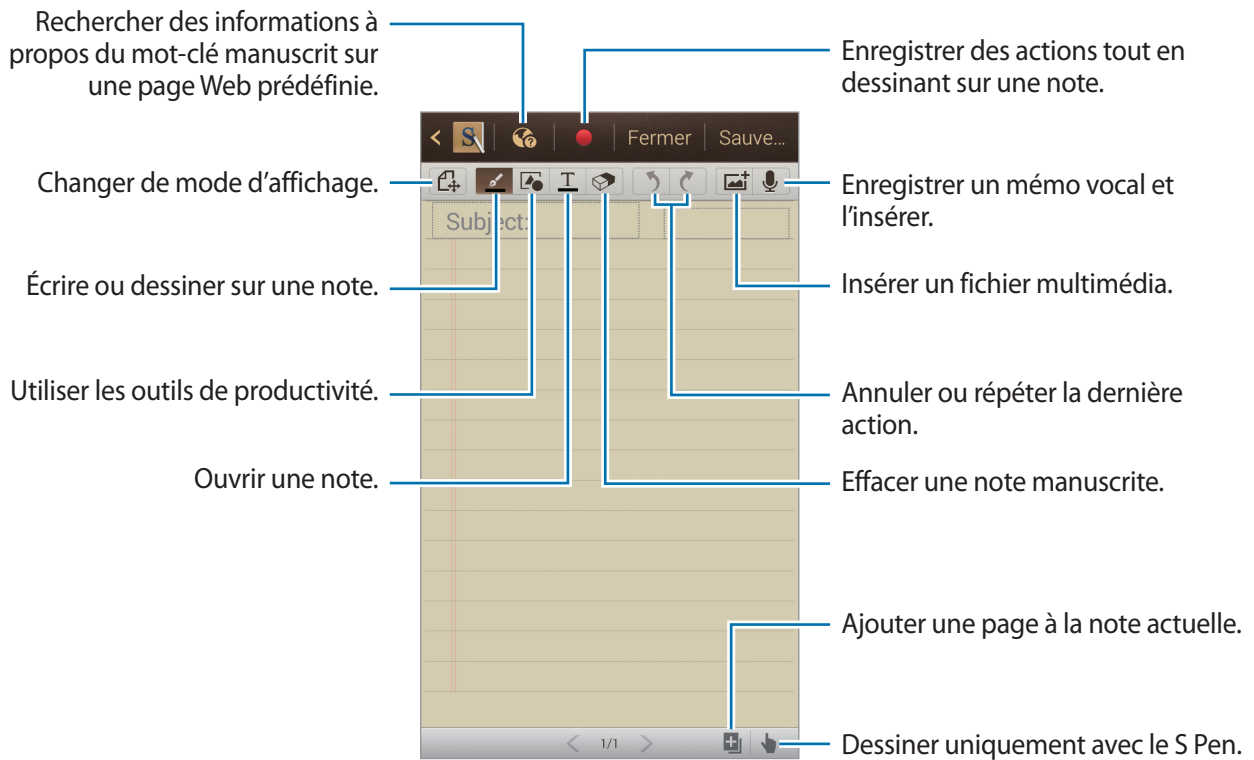 Rechercher des informations à
propos du mot-clé manuscrit sur
une page Web prédéfinie.
Enregistrer des actions tout en
dessinant sur une note.
S
Fermer
Sauve...
Changer de mode d’affichage.
T
Enregistrer un mémo vocal et
l’insérer.
Subject:
Écrire ou dessiner sur une note.
Insérer un fichier multimédia.
Utiliser les outils de productivité.
Annuler ou répéter la dernière
action.
Ouvrir une note.
Effacer une note manuscrite.
Ajouter une page à la note actuelle.
1/1
Dessiner uniquement avec le S Pen.